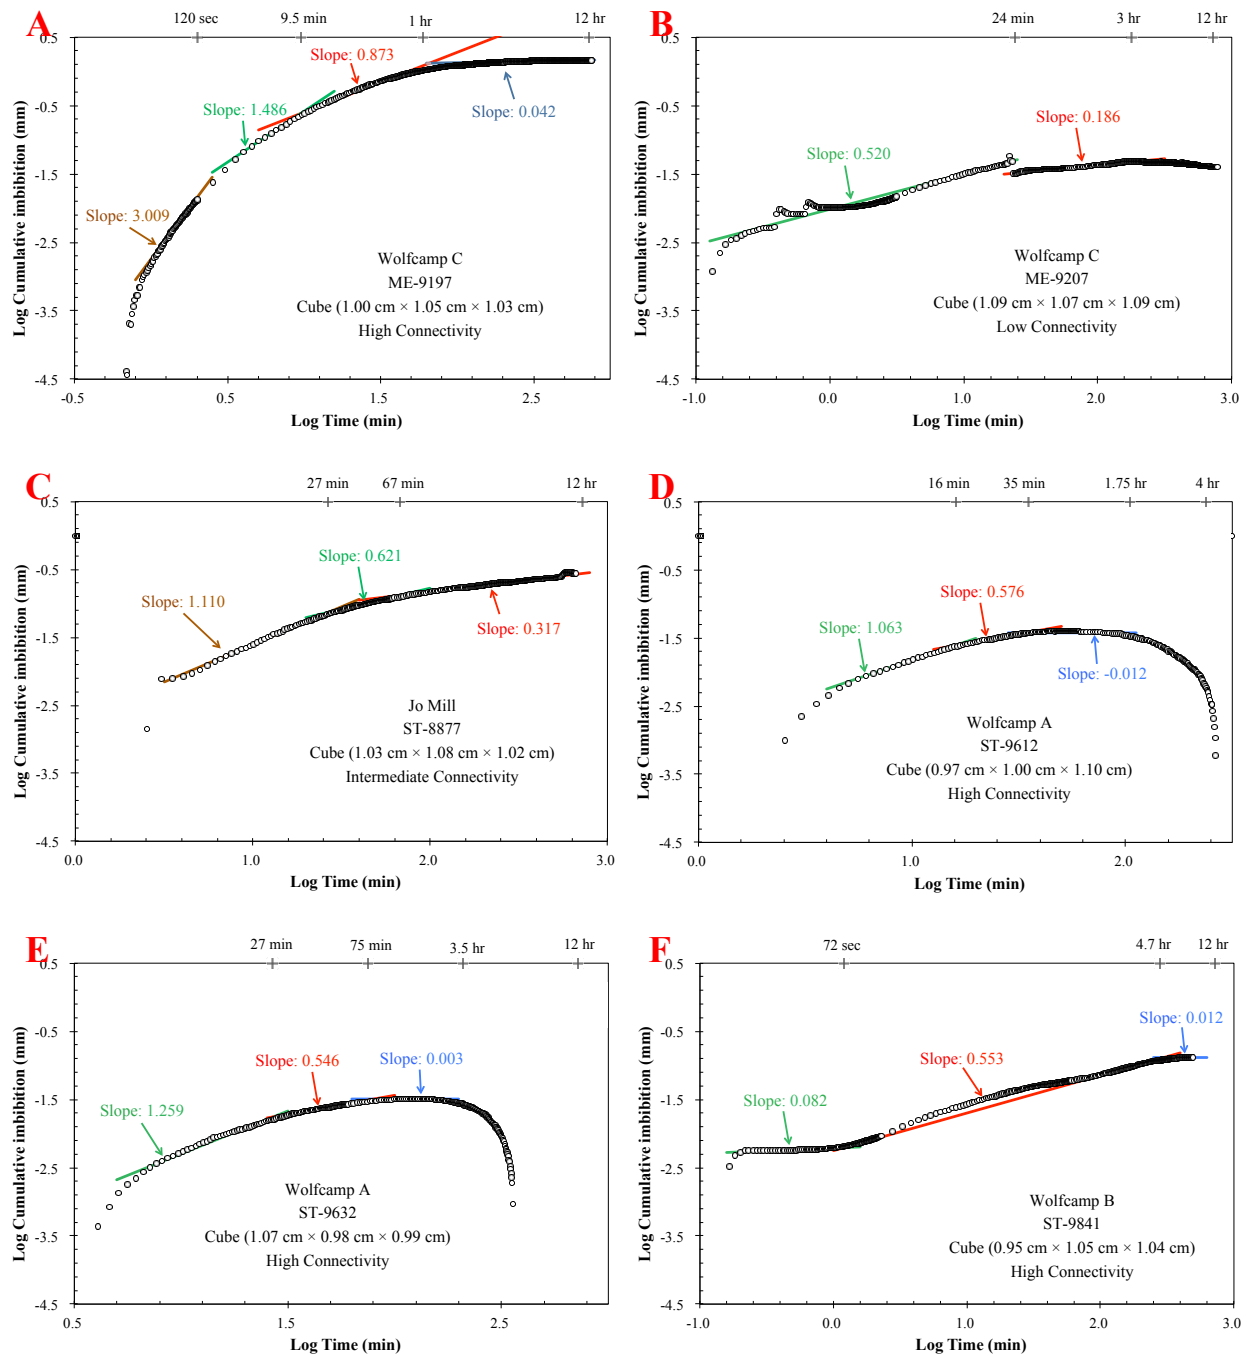 A
120 sec 9.5 min 1 hr 12 hr
0.5
-0.5
-1.5
-2.5
-3.5
-4.5
Log Cumulative imbibition (mm)
Slope: 0.873
Slope: 1.486
Slope: 0.042
Slope: 3.009
Wolfcamp C
ME-9197
Cube (1.00 cm × 1.05 cm × 1.03 cm)
High Connectivity
-0.5 0.5 1.5 2.5
Log Time (min)
B
24 min 3 hr 12 hr
0.5
-0.5
-1.5
-2.5
-3.5
-4.5
Log Cumulative imbibition (mm)
Slope: 0.186
Slope: 0.520
Wolfcamp C
ME-9207
Cube (1.09 cm × 1.07 cm × 1.09 cm)
Low Connectivity
-1.0 0.0 1.0 2.0 3.0
Log Time (min)
C
27 min 67 min 12 hr
0.5
-0.5
-1.5
-2.5
-3.5
-4.5
Log Cumulative imbibition (mm)
Slope: 0.621
Slope: 1.110
Slope: 0.317
Jo Mill
ST-8877
Cube (1.03 cm × 1.08 cm × 1.02 cm)
Intermediate Connectivity
0.0 1.0 2.0 3.0
Log Time (min)
D
16 min 35 min 1.75 hr 4 hr
0.5
-0.5
-1.5
-2.5
-3.5
-4.5
Log Cumulative imbibition (mm)
Slope: 0.576
Slope: 1.063
Slope: -0.012
Wolfcamp A
ST-9612
Cube (0.97 cm × 1.00 cm × 1.10 cm)
High Connectivity
0.0 1.0 2.0
Log Time (min)
E
27 min 75 min 3.5 hr 12 hr
0.5
-0.5
-1.5
-2.5
-3.5
-4.5
Log Cumulative imbibition (mm)
Slope: 0.546
Slope: 0.003
Slope: 1.259
Wolfcamp A
ST-9632
Cube (1.07 cm × 0.98 cm × 0.99 cm)
High Connectivity
0.5 1.5 2.5
Log Time (min)
F
72 sec 4.7 hr 12 hr
0.5
-0.5
-1.5
-2.5
-3.5
-4.5
Log Cumulative imbibition (mm)
Slope: 0.012
Slope: 0.553
Slope: 0.082
Wolfcamp B
ST-9841
Cube (0.95 cm × 1.05 cm × 1.04 cm)
High Connectivity
-1.0 0.0 1.0 2.0 3.0
Log Time (min)